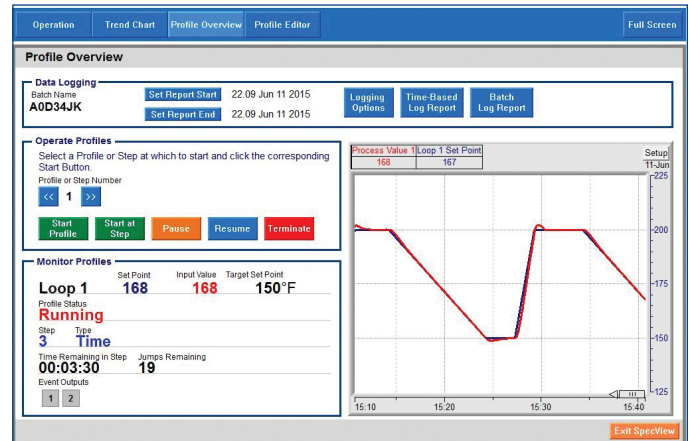 Operation Trend Chart Profile Overview Profile Editor Full Screen
Profile Overview
Data Logging
Batch Name
A0D34JK
Set Report Start 22.09 Jun 11 2015
Set Report End 22.09 Jun 11 2015
Logging Options
Time-Based Log Report
Batch Log Report
Operate Profiles
Select a Profile or Step at which to start and click the corresponding
Start Button.
Profile or Step Number
<< 1 >>
Start Profile
Start at Step
Pause
Resume
Terminate
Monitor Profiles
Set Point Input Value Target Set Point
Loop 1 168 168 150°F
Profile Status
Running
Step Type
3 Time
Time Remaining in Step Jumps Remaining
00:03:30 19
Event Outputs
1 2
Process Value 1 Loop 1 Set Point
168 167
Setup
11-Jun
225
200
175
150
125
15:10 15:20 15:30 15:40
Exit SpecView